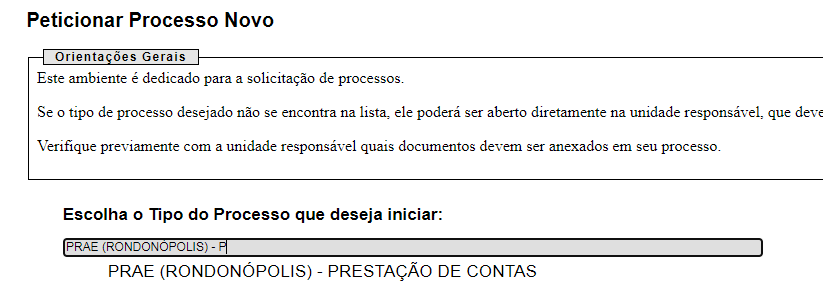 Peticionar Processo Novo
Orientações Gerais
Este ambiente é dedicado para a solicitação de processos.
Se o tipo de processo desejado não se encontra na lista, ele poderá ser aberto diretamente na unidade responsável, que deve
Verifique previamente com a unidade responsável quais documentos devem ser anexados em seu processo.
Escolha o Tipo do Processo que deseja iniciar:
PRAE (RONDONÓPOLIS) - P
PRAE (RONDONÓPOLIS) - PRESTAÇÃO DE CONTAS